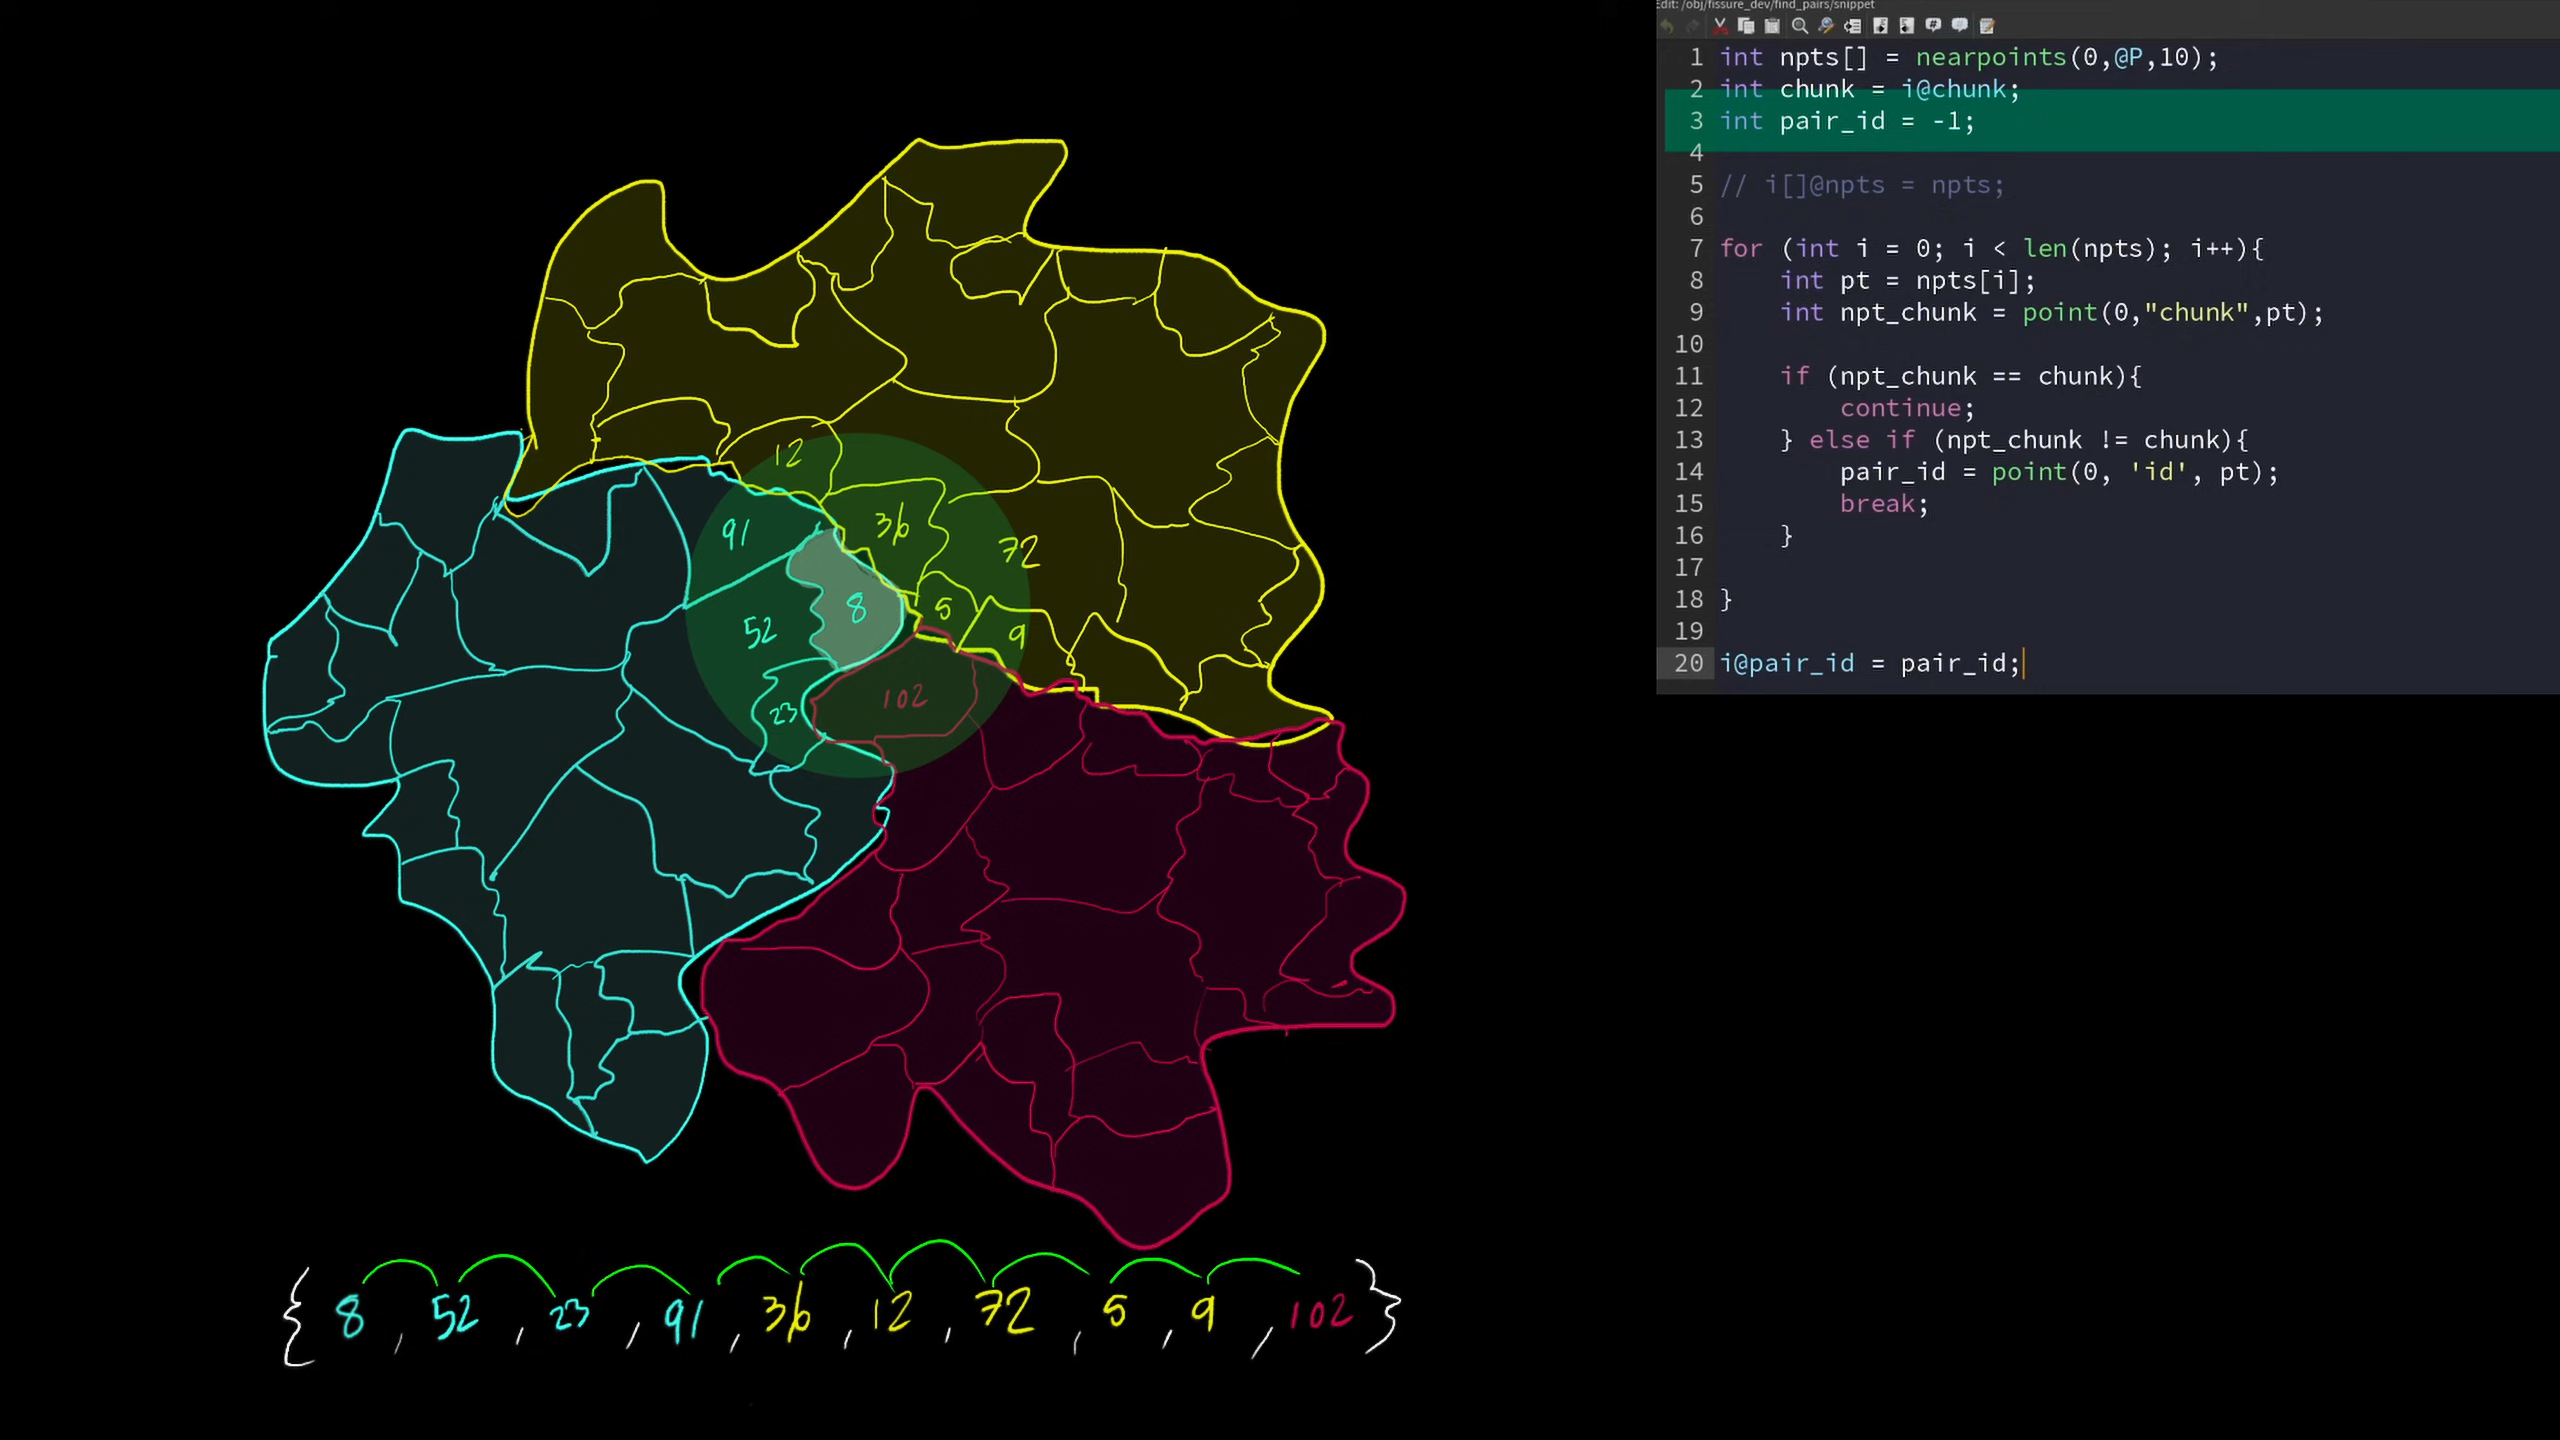 Edit: /obj/fissure_dev/find_pairs/snippet
1 int npts[] = nearpoints(0,@P,10);
2 int chunk = i@chunk;
3 int pair_id = -1;
4
5 // i[]@npts = npts;
6
7 for (int i = 0; i < len(npts); i++){
8     int pt = npts[i];
9     int npt_chunk = point(0,"chunk",pt);
10
11     if (npt_chunk == chunk){
12         continue;
13     } else if (npt_chunk != chunk){
14         pair_id = point(0, 'id', pt);
15         break;
16     }
17
18 }
19
20 i@pair_id = pair_id;
12
91
36
72
8
5
52
9
102
23
{ 8 , 52 , 23 , 91 , 36 , 12 , 72 , 5 , 9 , 102 }